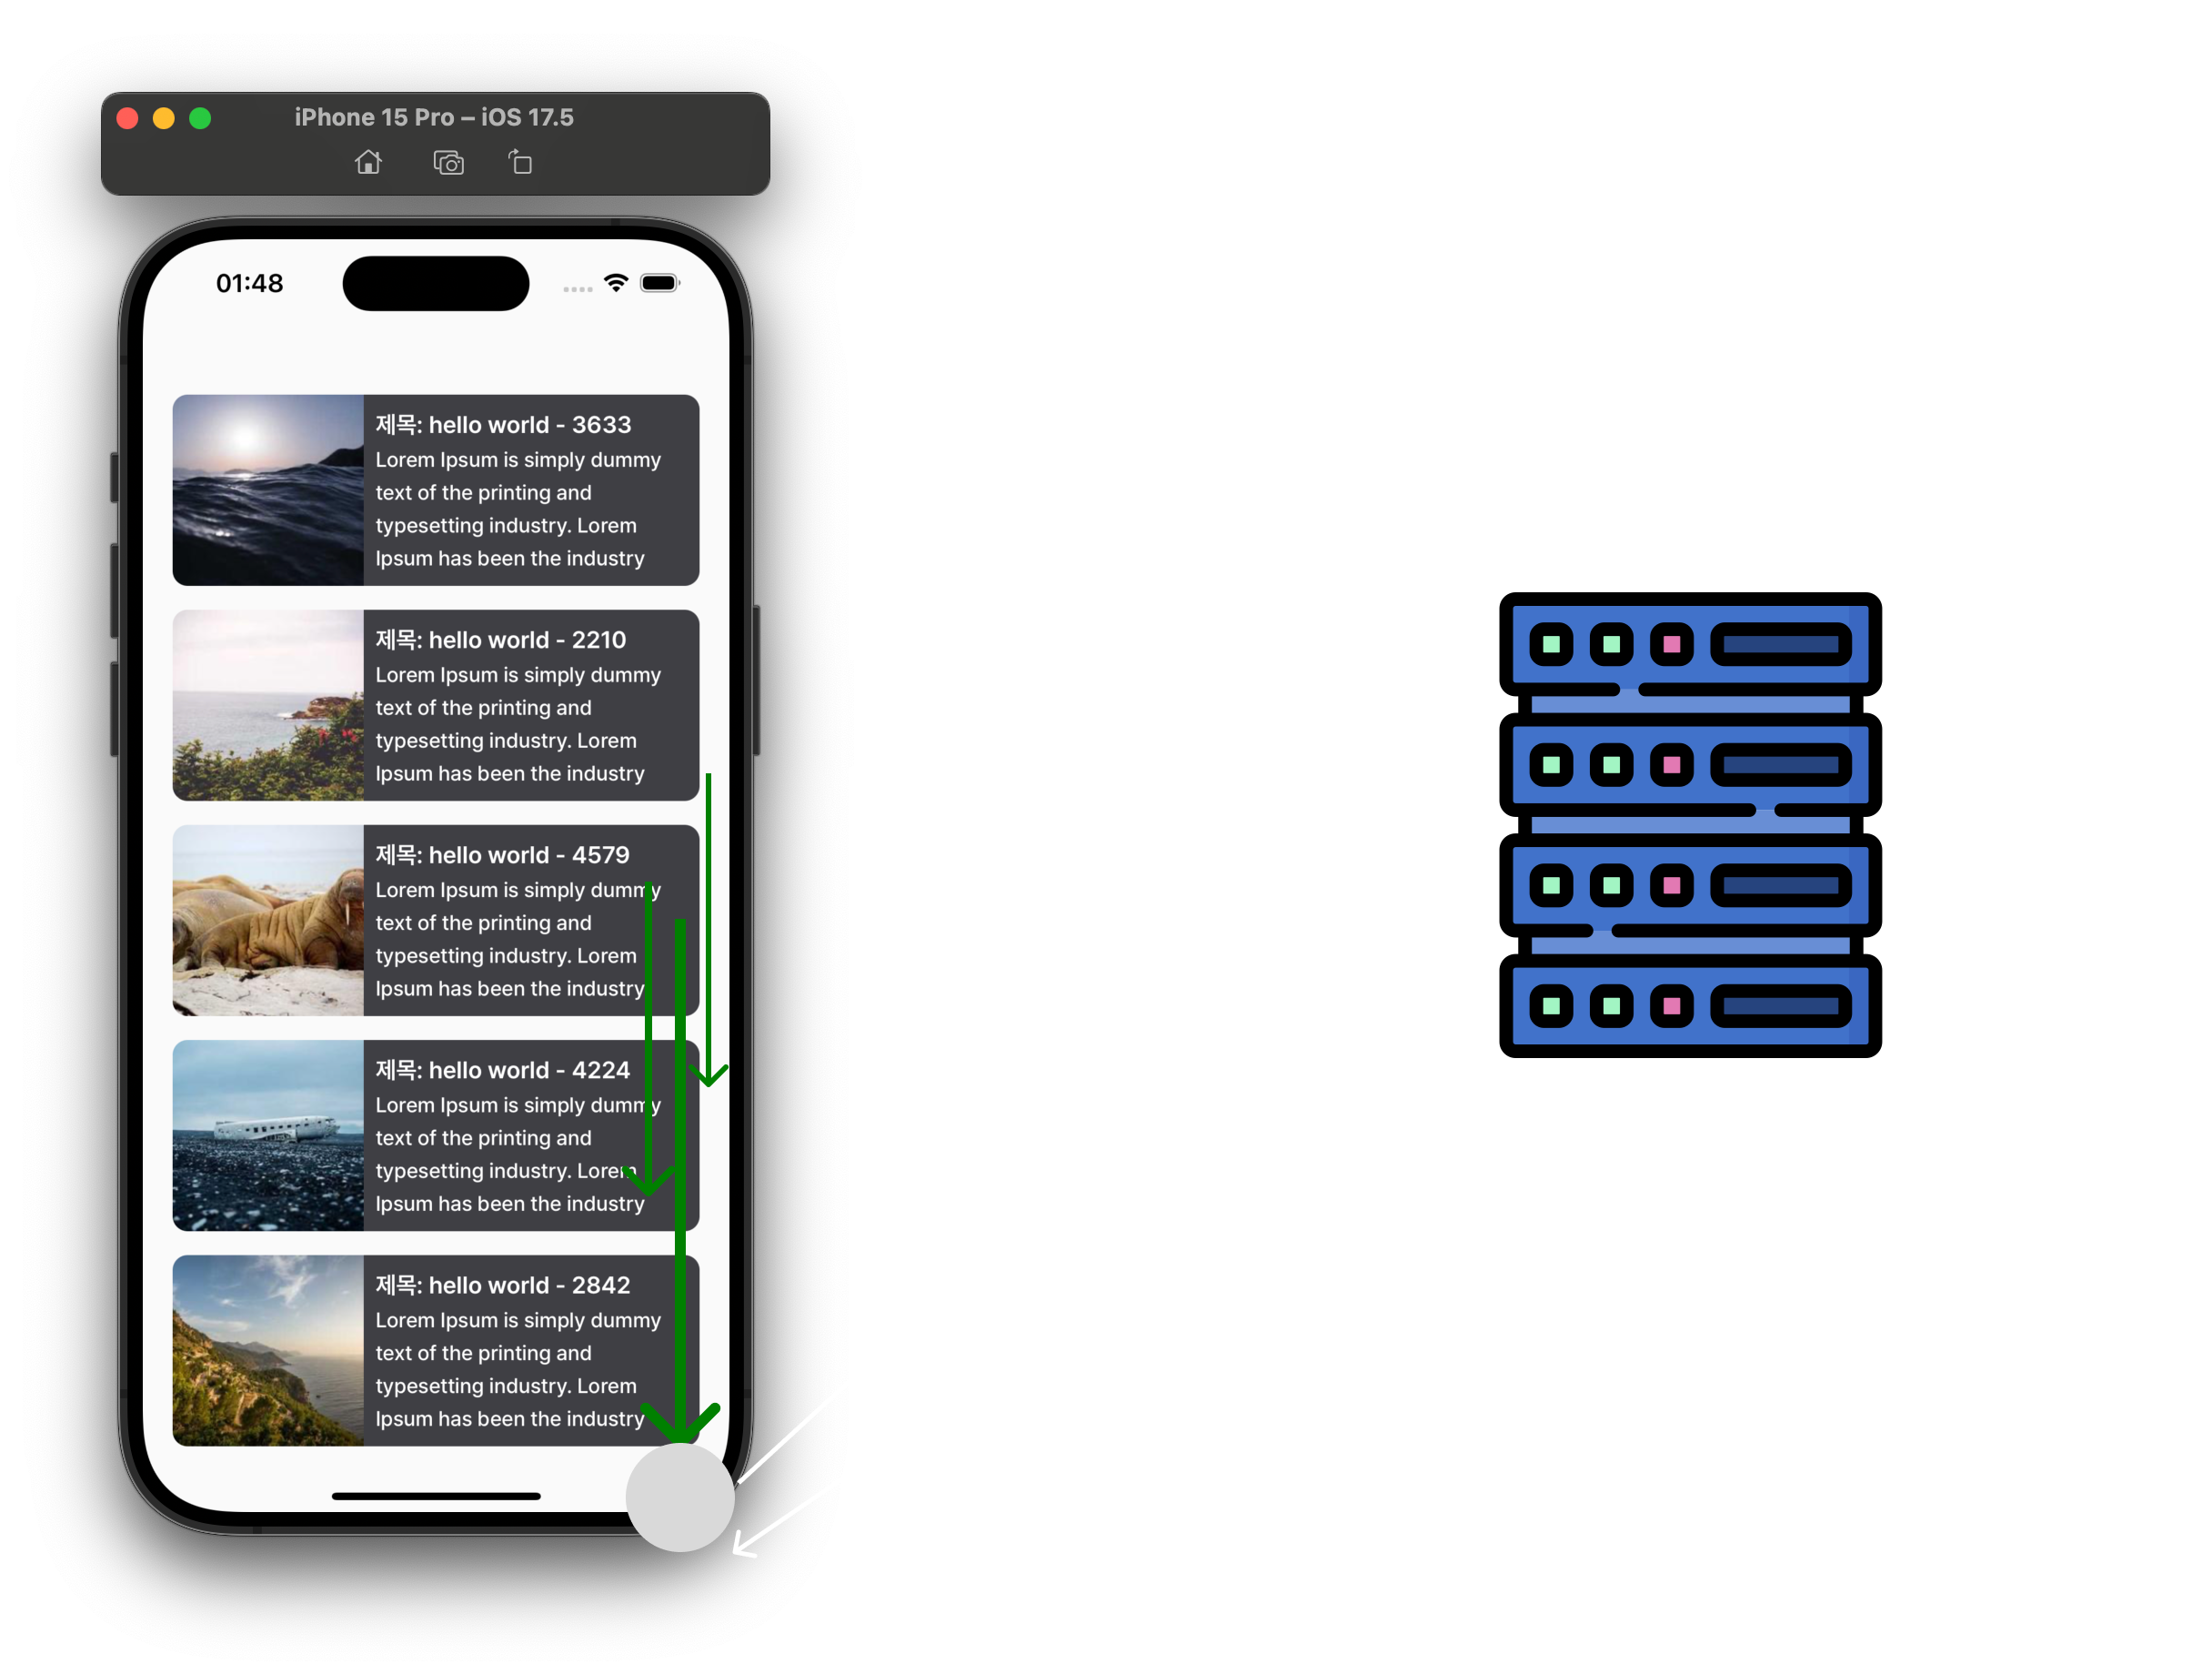 iPhone 15 Pro – iOS 17.5
01:48
제목: hello world - 3633
Lorem Ipsum is simply dummy
text of the printing and
typesetting industry. Lorem
Ipsum has been the industry
제목: hello world - 2210
Lorem Ipsum is simply dummy
text of the printing and
typesetting industry. Lorem
Ipsum has been the industry
제목: hello world - 4579
Lorem Ipsum is simply dummy
text of the printing and
typesetting industry. Lorem
Ipsum has been the industry
제목: hello world - 4224
Lorem Ipsum is simply dummy
text of the printing and
typesetting industry. Lorem
Ipsum has been the industry
제목: hello world - 2842
Lorem Ipsum is simply dummy
text of the printing and
typesetting industry. Lorem
Ipsum has been the industry